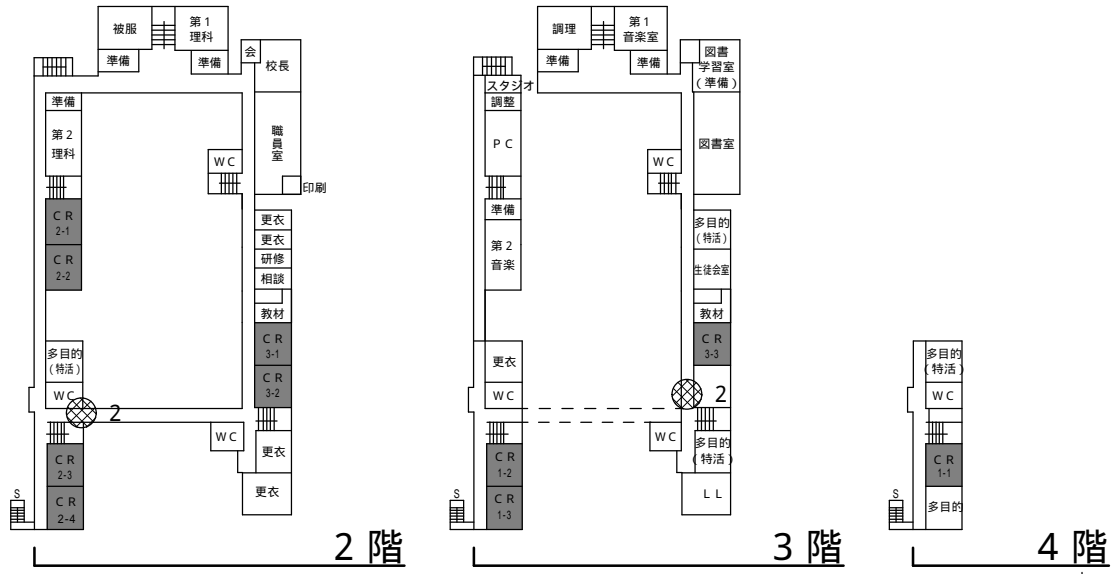 被服
第1
理科
準備
準備
会
校長
準備
第2
理科
職員室
WC
印刷
CR
2-1
CR
2-2
更衣
更衣
研修
相談
教材
多目的
(特活)
CR
3-1
CR
3-2
WC
2
WC
更衣
CR
2-3
CR
2-4
更衣
S
2階
調理
第1
音楽室
準備
準備
図書
学習室
(準備)
スタジオ
調整
PC
図書室
WC
準備
第2
音楽
多目的
(特活)
生徒会室
教材
CR
3-3
更衣
WC
2
WC
多目的
(特活)
CR
1-2
CR
1-3
LL
S
3階
多目的
(特活)
WC
CR
1-1
多目的
S
4階